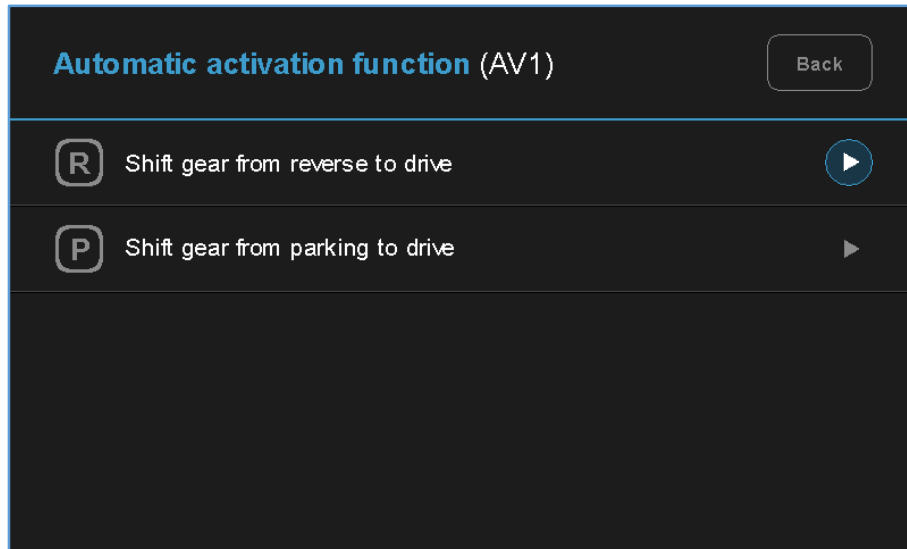 Automatic activation function (AV1)
Back
R
Shift gear from reverse to drive
P
Shift gear from parking to drive